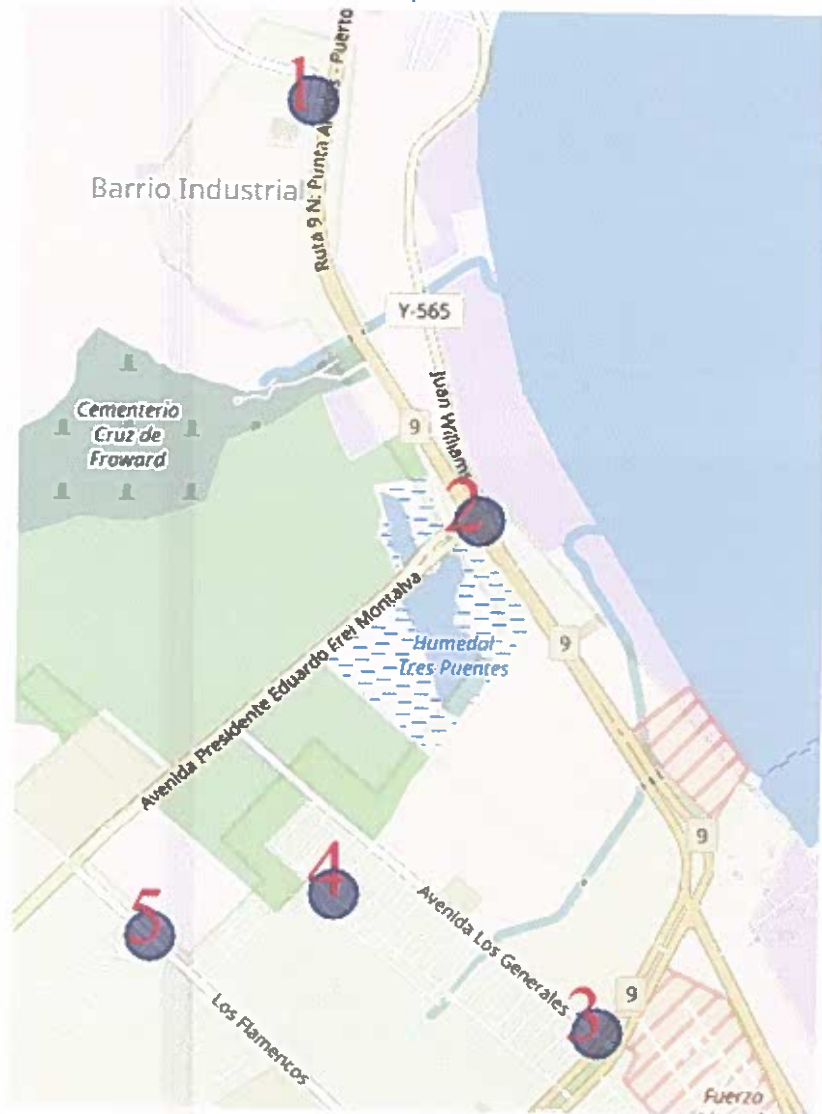 1
Ruta 9 N: Punta A s - Puerto
Barrio Industrial
Y-565
Cementerio
Cruz de
Froward
9
Juan Williams
2
Avenida Presidente Eduardo Frei Montalva
Humedal
Tres Puentes
9
9
4
5
Avenida Los Generales
9
3
Los Flamencos
Fuerzo